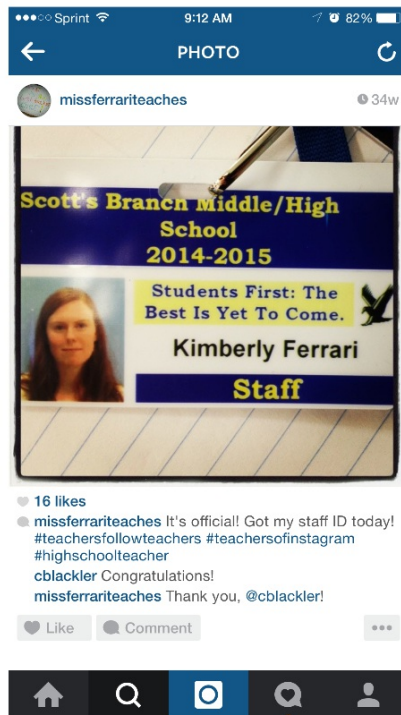 Sprint 9:12 AM 82%
PHOTO
missferrariteaches 34w
Scott's Branch Middle/High
School
2014-2015
Students First: The
Best Is Yet To Come.
Kimberly Ferrari
Staff
16 likes
missferrariteaches It's official! Got my staff ID today!
#teachersfollowteachers #teachersofinstagram
#highschoolteacher
cblackler Congratulations!
missferrariteaches Thank you, @cblackler!
Like Comment